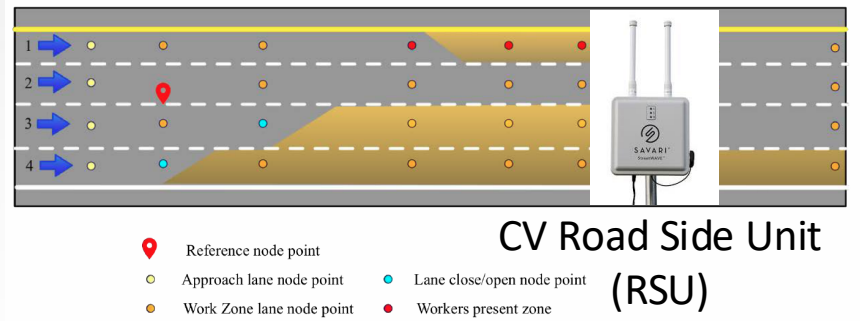 1
2
3
4
SAVARI
StreetWAVE
CV Road Side Unit
(RSU)
Reference node point
Approach lane node point
Lane close/open node point
Work Zone lane node point
Workers present zone